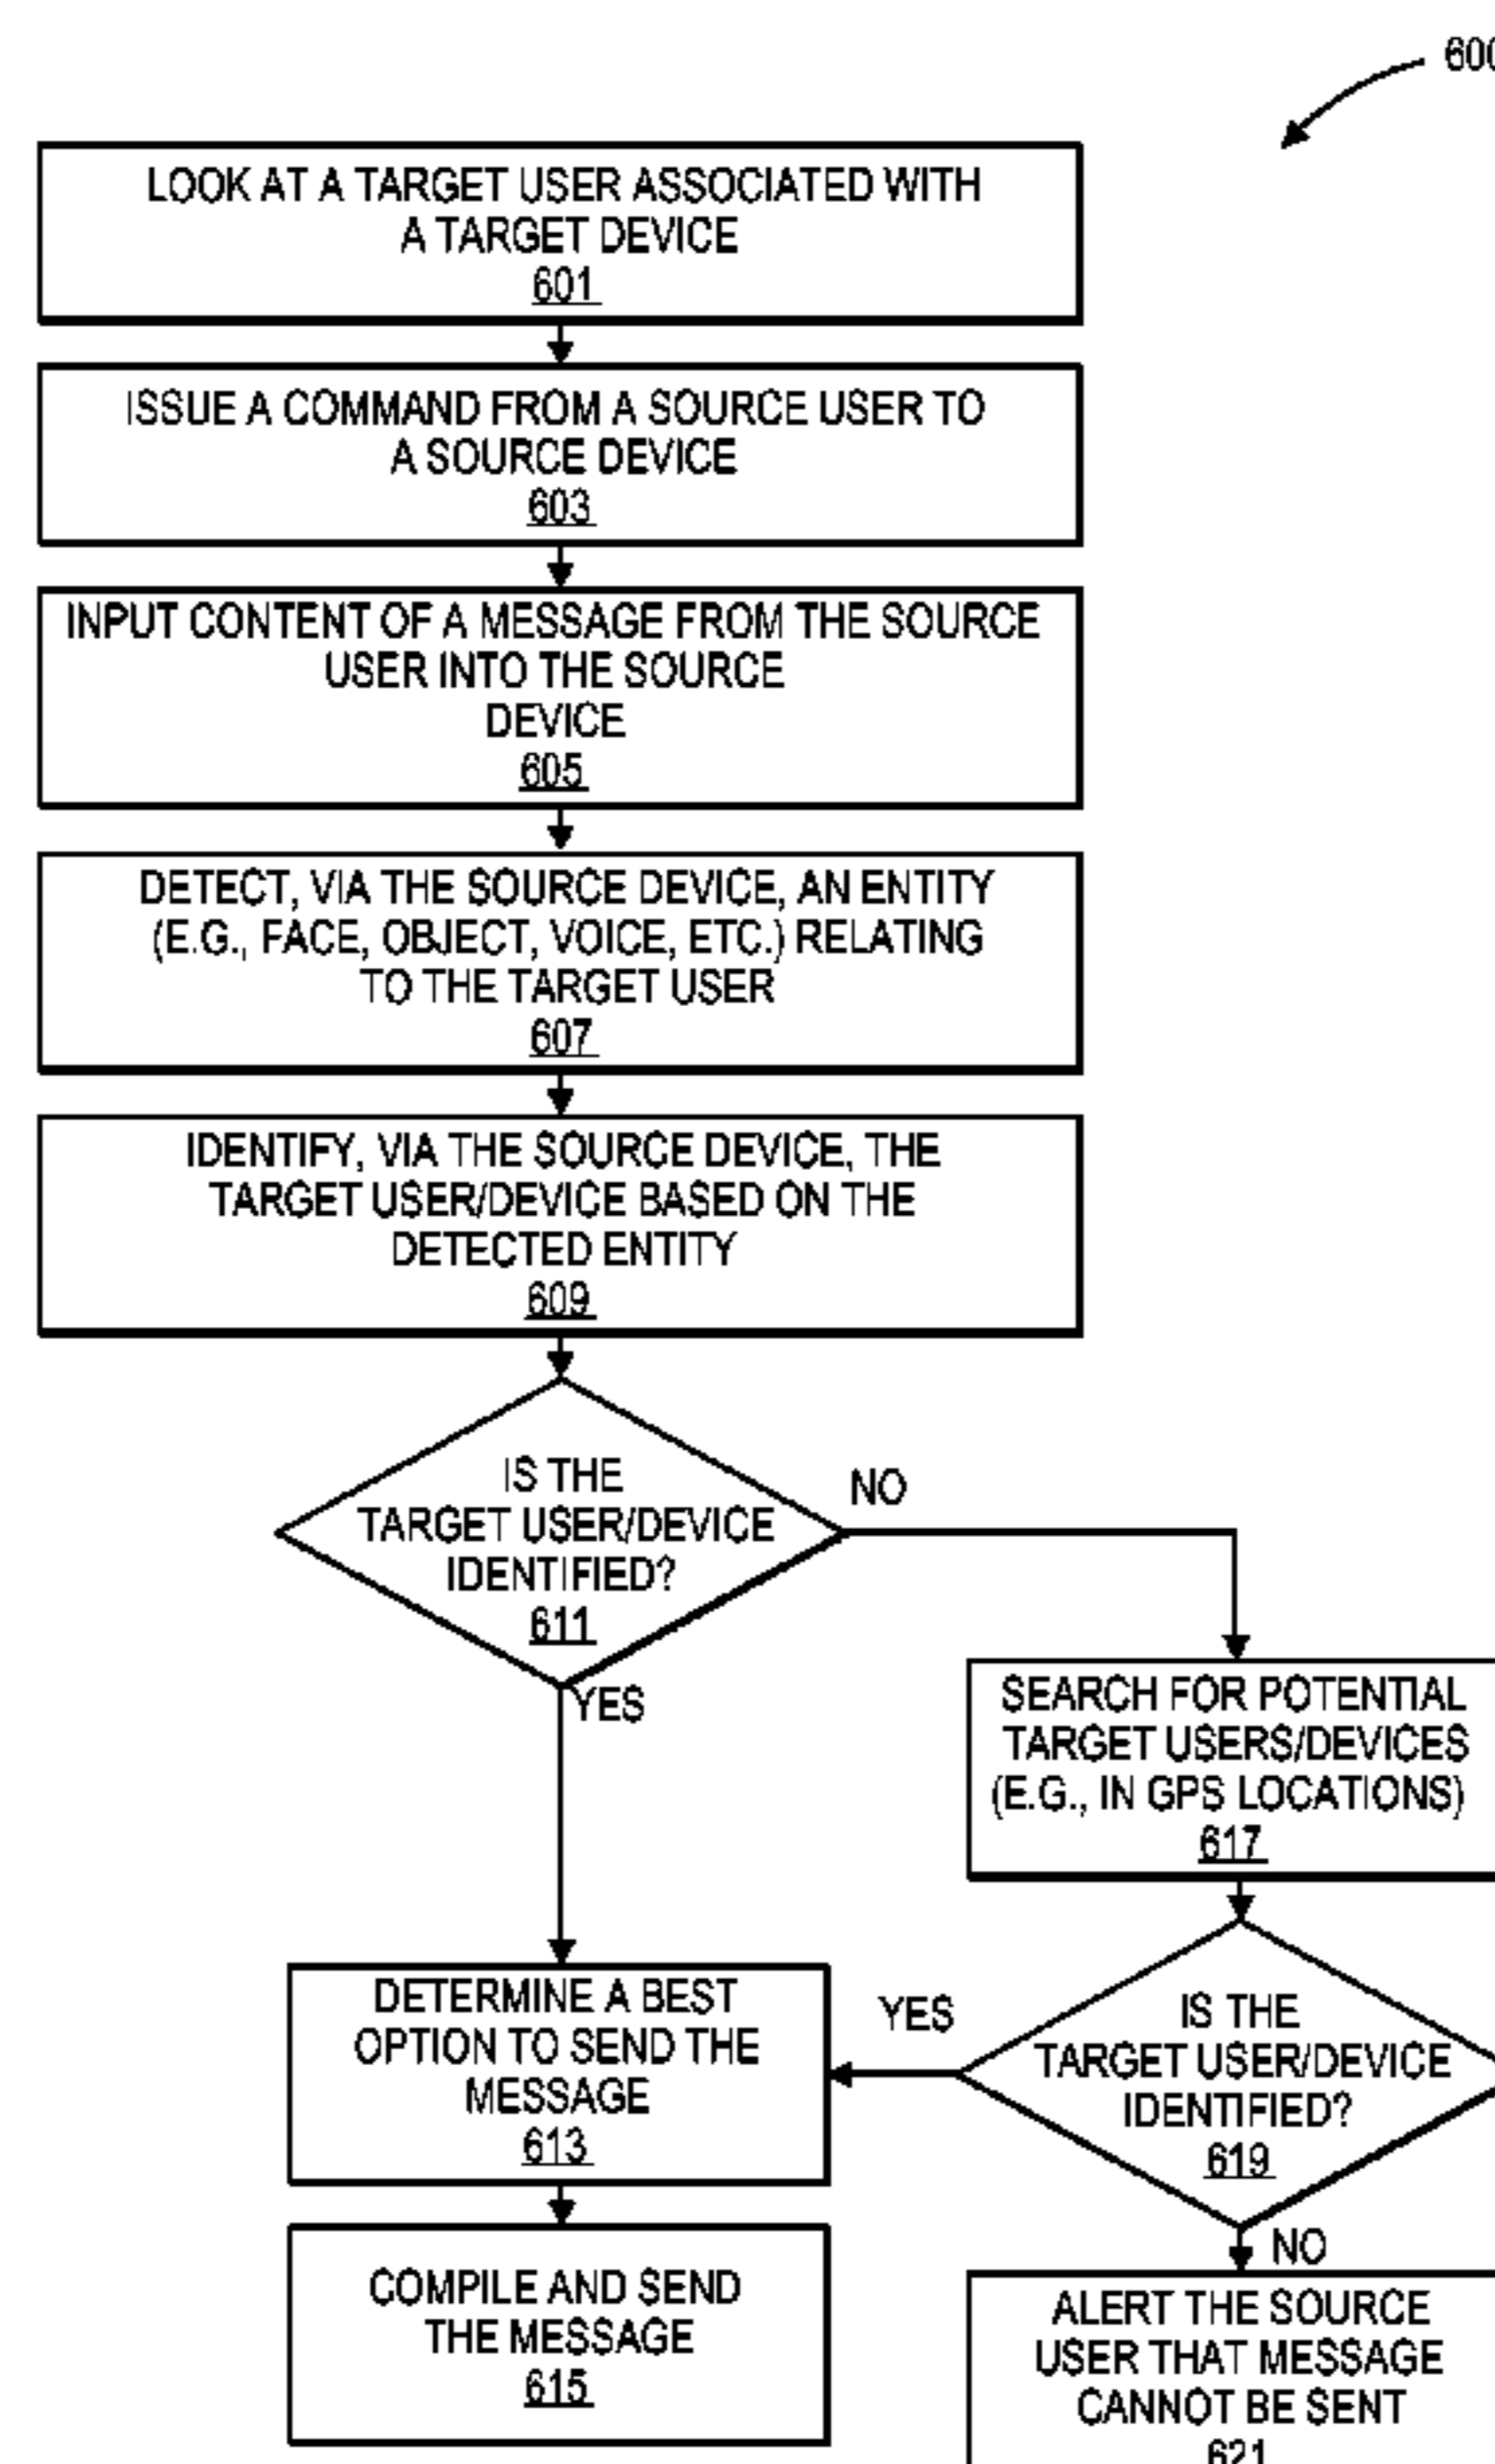 600
LOOK AT A TARGET USER ASSOCIATED WITH
A TARGET DEVICE
601
ISSUE A COMMAND FROM A SOURCE USER TO
A SOURCE DEVICE
603
INPUT CONTENT OF A MESSAGE FROM THE SOURCE
USER INTO THE SOURCE
DEVICE
605
DETECT, VIA THE SOURCE DEVICE, AN ENTITY
(E.G., FACE, OBJECT, VOICE, ETC.) RELATING
TO THE TARGET USER
607
IDENTIFY, VIA THE SOURCE DEVICE, THE
TARGET USER/DEVICE BASED ON THE
DETECTED ENTITY
609
IS THE
TARGET USER/DEVICE
IDENTIFIED?
611
NO
YES
SEARCH FOR POTENTIAL
TARGET USERS/DEVICES
(E.G., IN GPS LOCATIONS)
617
DETERMINE A BEST
OPTION TO SEND THE
MESSAGE
613
YES
IS THE
TARGET USER/DEVICE
IDENTIFIED?
619
NO
COMPILE AND SEND
THE MESSAGE
615
ALERT THE SOURCE
USER THAT MESSAGE
CANNOT BE SENT
621